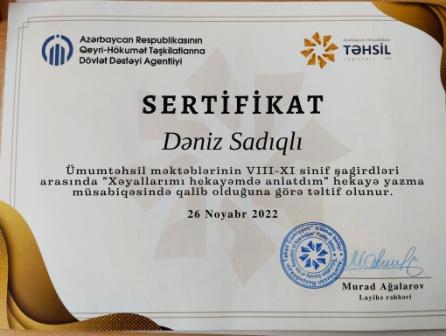 Azərbaycan Respublikasının
Qeyri-Hökumət Təşkilatlarına
Dövlət Dəstəyi Agentliyi
Azərbaycan Respublikası
TƏHSİL
SERTİFİKAT
Dəniz Sadıqlı
Ümumtəhsil məktəblərinin VIII-XI sinif şagirdləri
arasında "Xəyallarımı hekayəmdə anlatdım" hekayə yazma
müsabiqəsində qalib olduğuna görə təltif olunur.
26 Noyabr 2022
Murad Ağalarov
Layihə rəhbəri